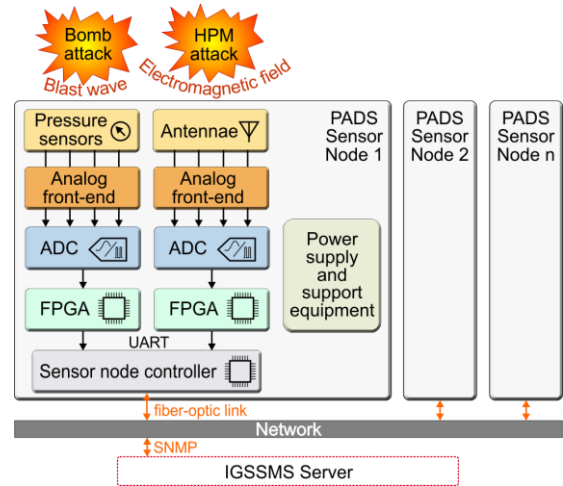 Bomb
attack
HPM
attack
Blast wave
Electromagnetic field
Pressure
sensors
Antennae
PADS
Sensor
Node 1
PADS
Sensor
Node 2
PADS
Sensor
Node n
Analog
front-end
Analog
front-end
ADC
ADC
Power
supply
and
support
equipment
FPGA
FPGA
UART
Sensor node controller
fiber-optic link
Network
SNMP
IGSSMS Server